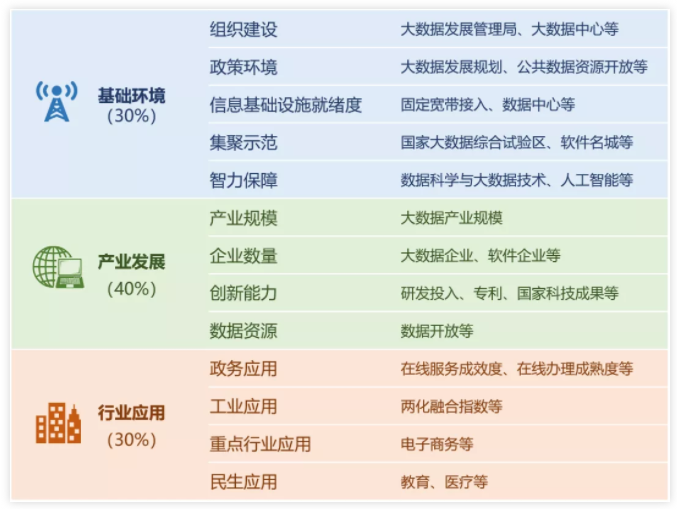 组织建设 大数据发展管理局、大数据中心等
政策环境 大数据发展规划、公共数据资源开放等
基础环境
(30%)
信息基础设施就绪度 固定宽带接入、数据中心等
集聚示范 国家大数据综合试验区、软件名城等
智力保障 数据科学与大数据技术、人工智能等
产业规模 大数据产业规模
企业数量 大数据企业、软件企业等
产业发展
(40%)
创新能力 研发投入、专利、国家科技成果等
数据资源 数据开放等
政务应用 在线服务成效度、在线办理成熟度等
工业应用 两化融合指数等
行业应用
(30%)
重点行业应用 电子商务等
民生应用 教育、医疗等